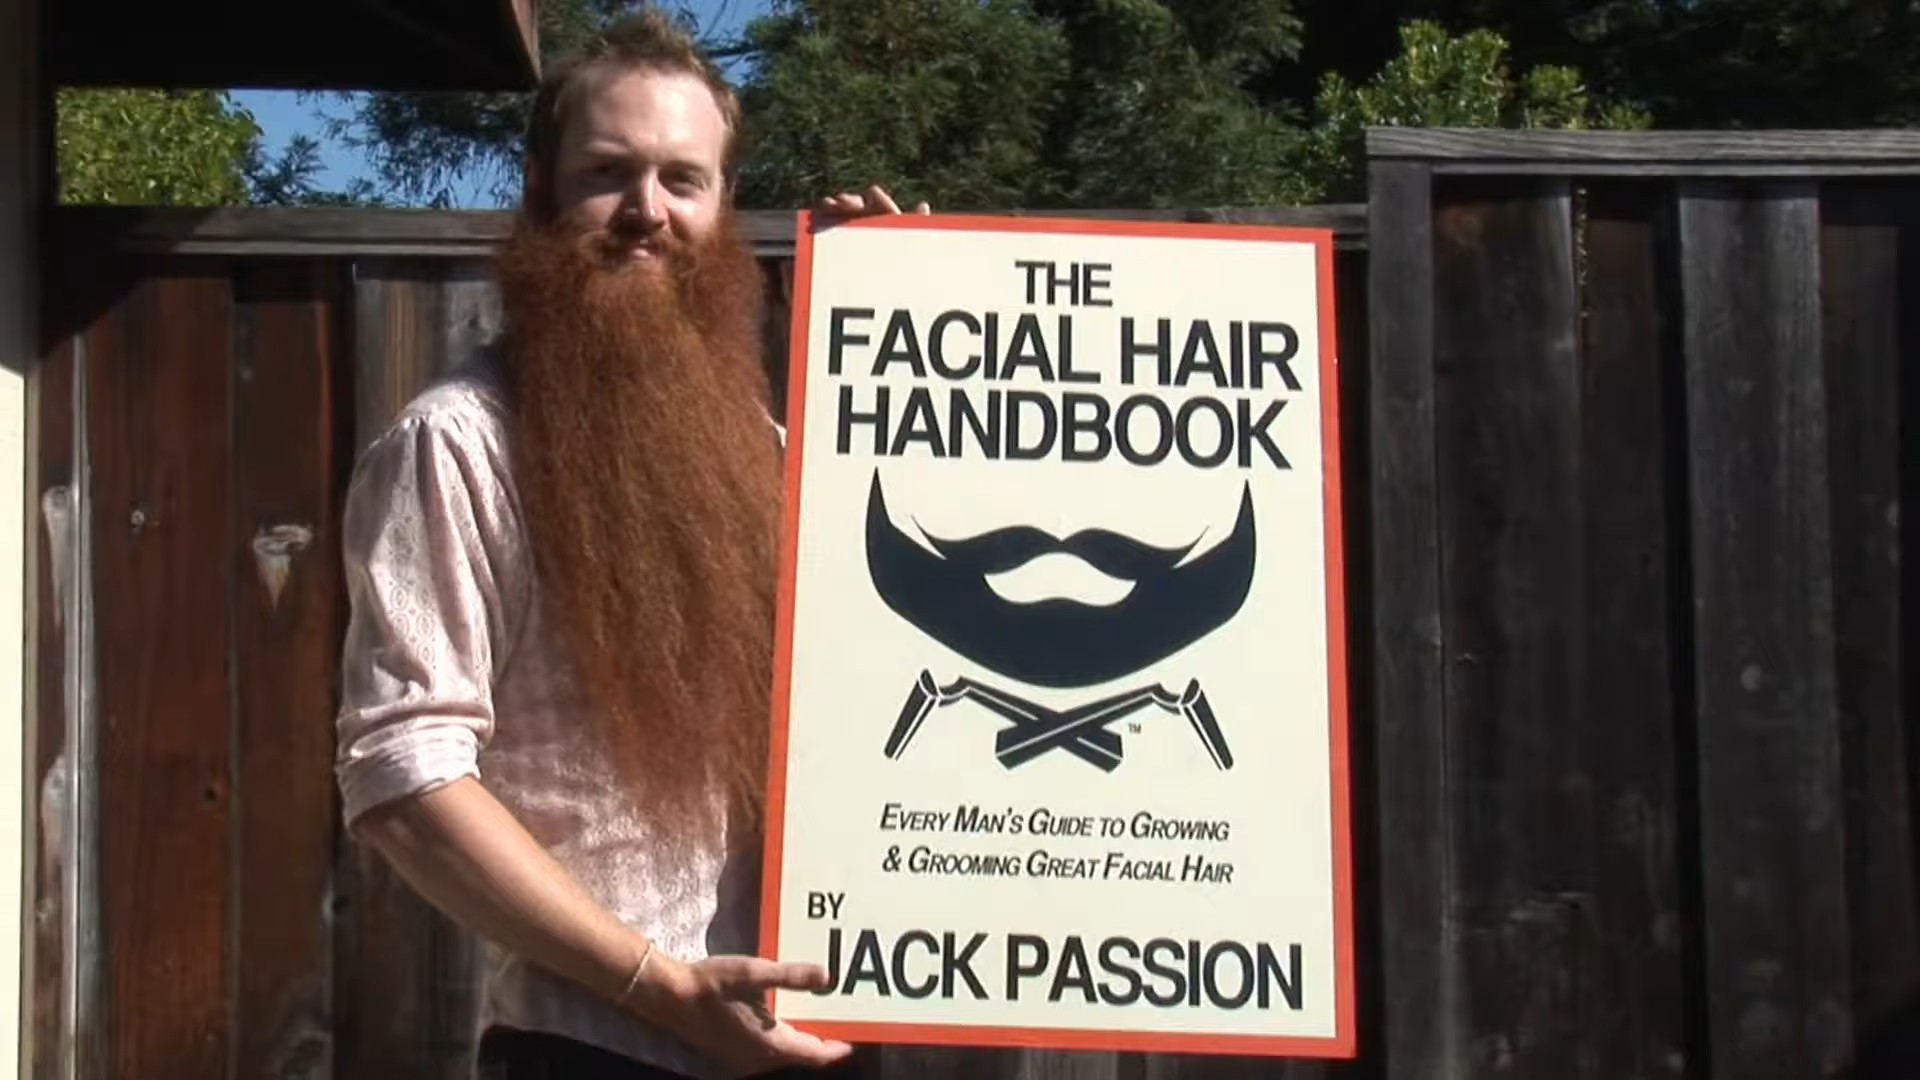 THE
FACIAL HAIR
HANDBOOK
TM
EVERY MAN'S GUIDE TO GROWING
& GROOMING GREAT FACIAL HAIR
BY
JACK PASSION